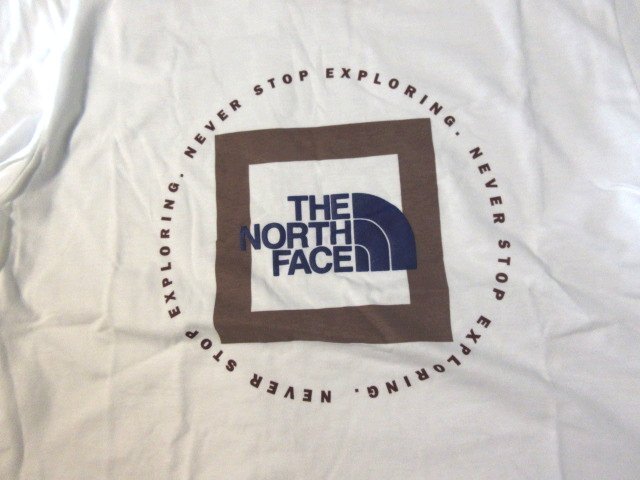 NEVER STOP EXPLORING. NEVER STOP EXPLORING. NEVER STOP EXPLORING.
THE
NORTH
FACE